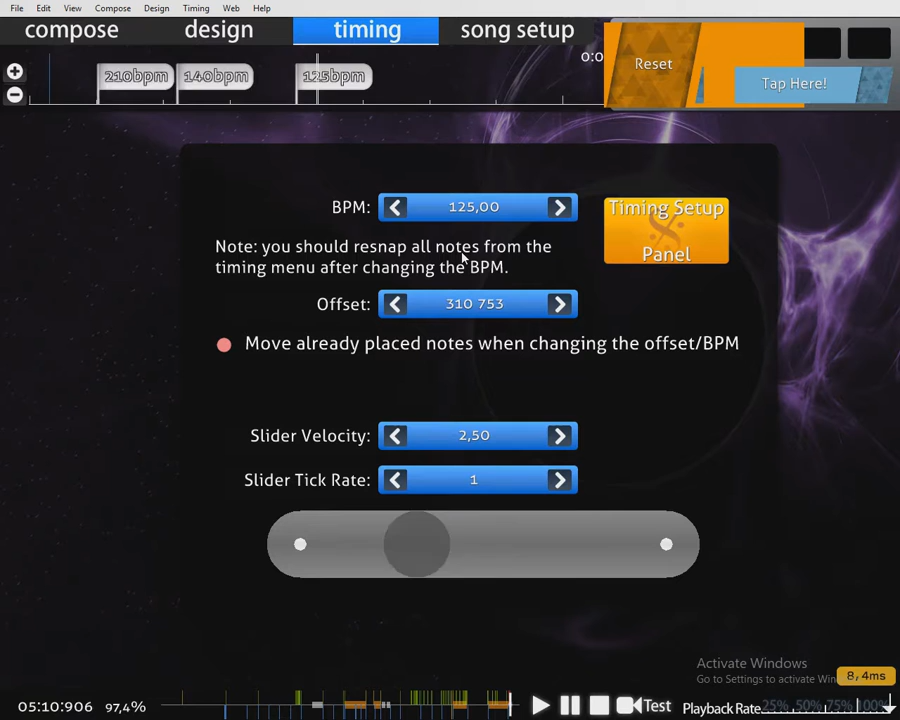 File Edit View Compose Design Timing Web Help
compose design timing song setup
210bpm 140bpm 125bpm
0:0
Reset
Tap Here!
BPM: 125,00
Timing Setup
Panel
Note: you should resnap all notes from the
timing menu after changing the BPM.
Offset: 310 753
Move already placed notes when changing the offset/BPM
Slider Velocity: 2,50
Slider Tick Rate: 1
Activate Windows
Go to Settings to activate Win
8,4ms
05:10:906 97,4% Test Playback Rate 25% 50% 75% 100%